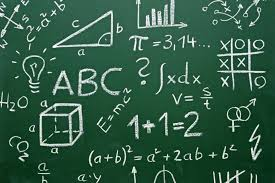 c
a
b
π = 3,14...
ABC
?
∫xdx
H₂O
a
a
a
E=mc²
v = s/t
1+1=2
(a+b)² = a²+2ab+b²